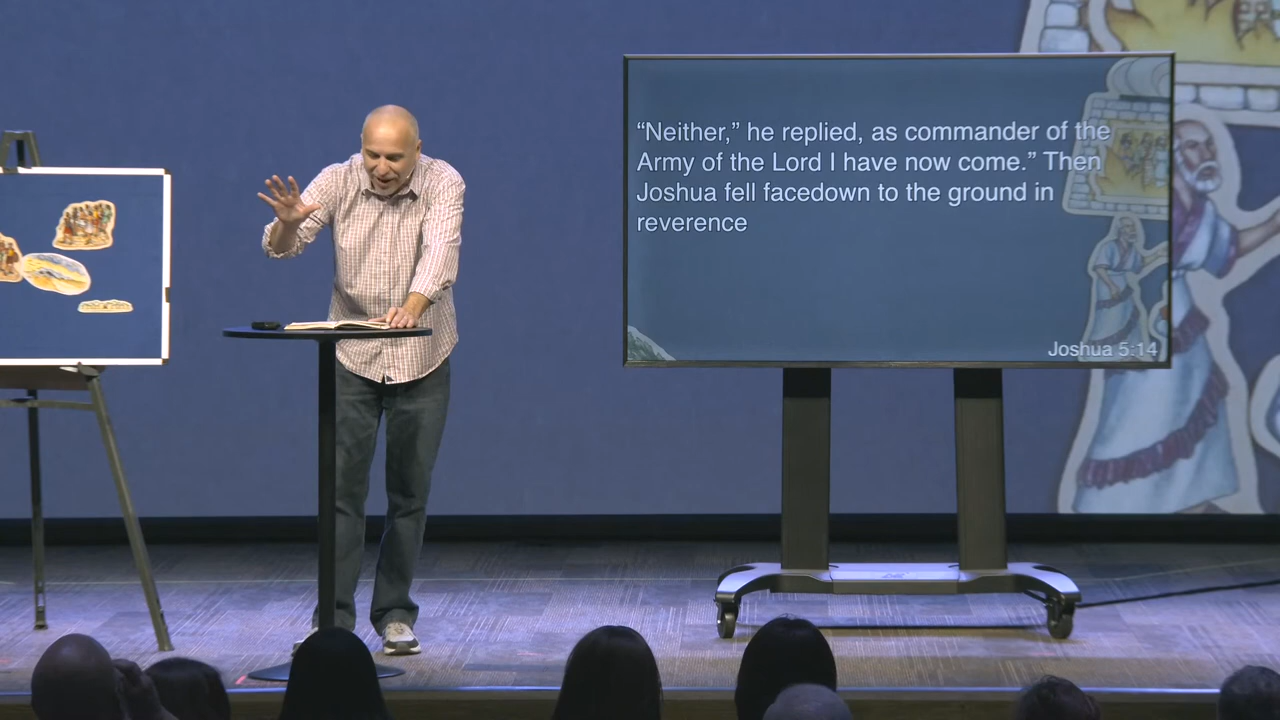 “Neither,” he replied, as commander of the
Army of the Lord I have now come.” Then
Joshua fell facedown to the ground in
reverence
Joshua 5:14